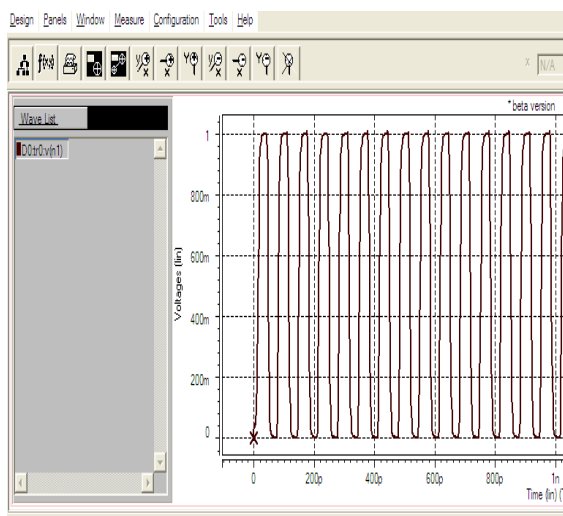 Design Panels Window Measure Configuration Tools Help
f(x) x N/A
* beta version
Wave List
D0:tr0:v(n1)
Voltages (lin)
1
800m
600m
400m
200m
0
0 200p 400p 600p 800p 1n
Time (lin) (